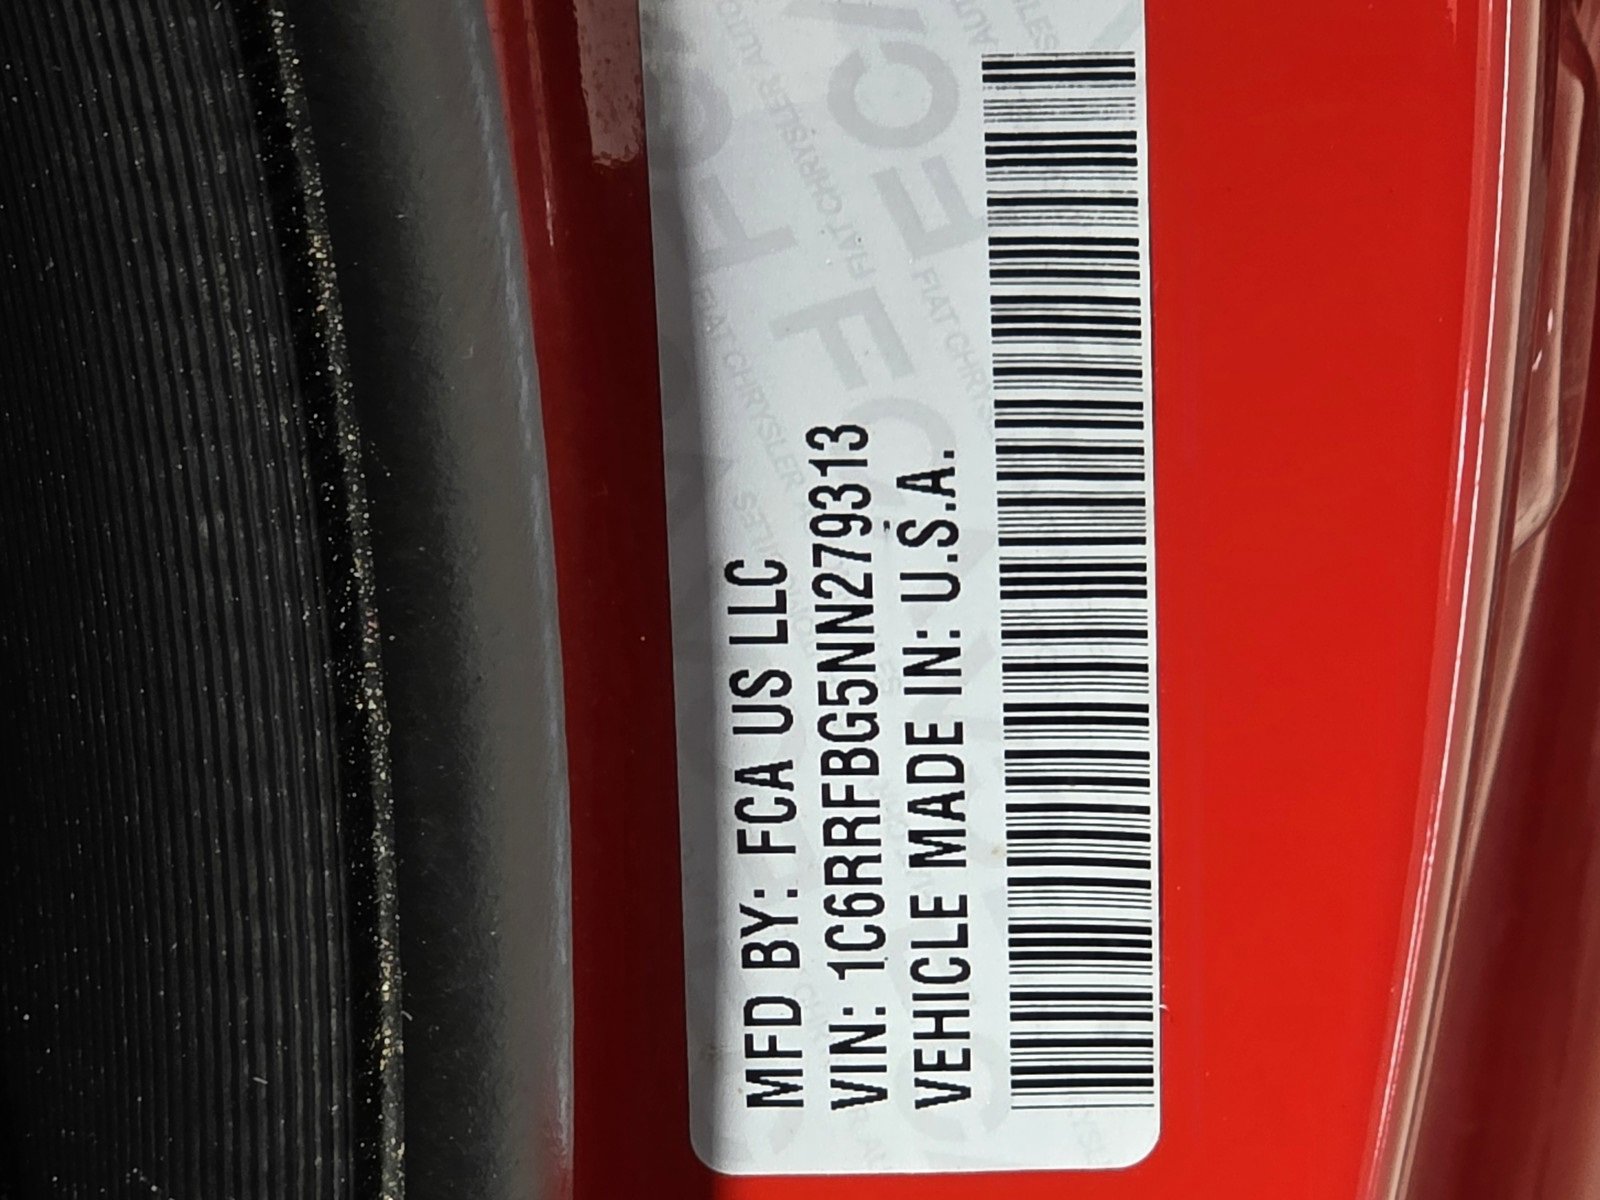 MFD BY: FCA US LLC
VIN: 1C6RRFBG5NN279313
VEHICLE MADE IN: U.S.A.